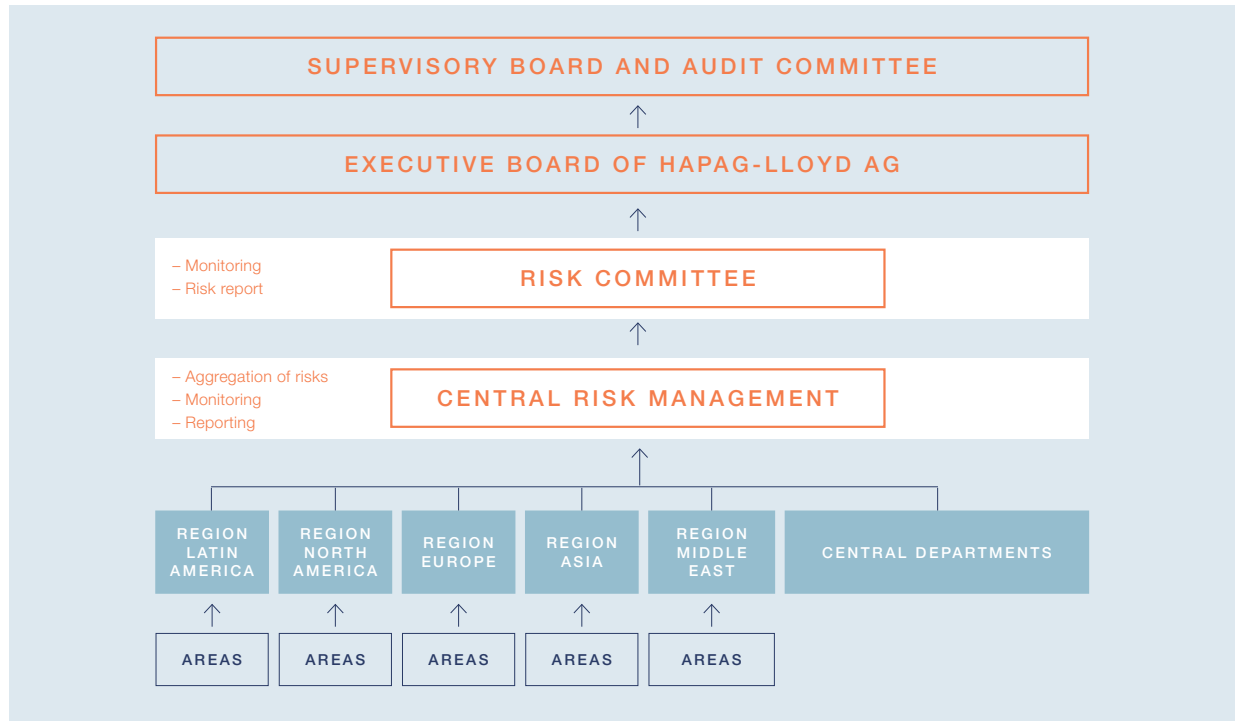 SUPERVISORY BOARD AND AUDIT COMMITTEE
EXECUTIVE BOARD OF HAPAG-LLOYD AG
– Monitoring
– Risk report
RISK COMMITTEE
– Aggregation of risks
– Monitoring
– Reporting
CENTRAL RISK MANAGEMENT
REGION
LATIN
AMERICA
REGION
NORTH
AMERICA
REGION
EUROPE
REGION
ASIA
REGION
MIDDLE
EAST
CENTRAL DEPARTMENTS
AREAS
AREAS
AREAS
AREAS
AREAS